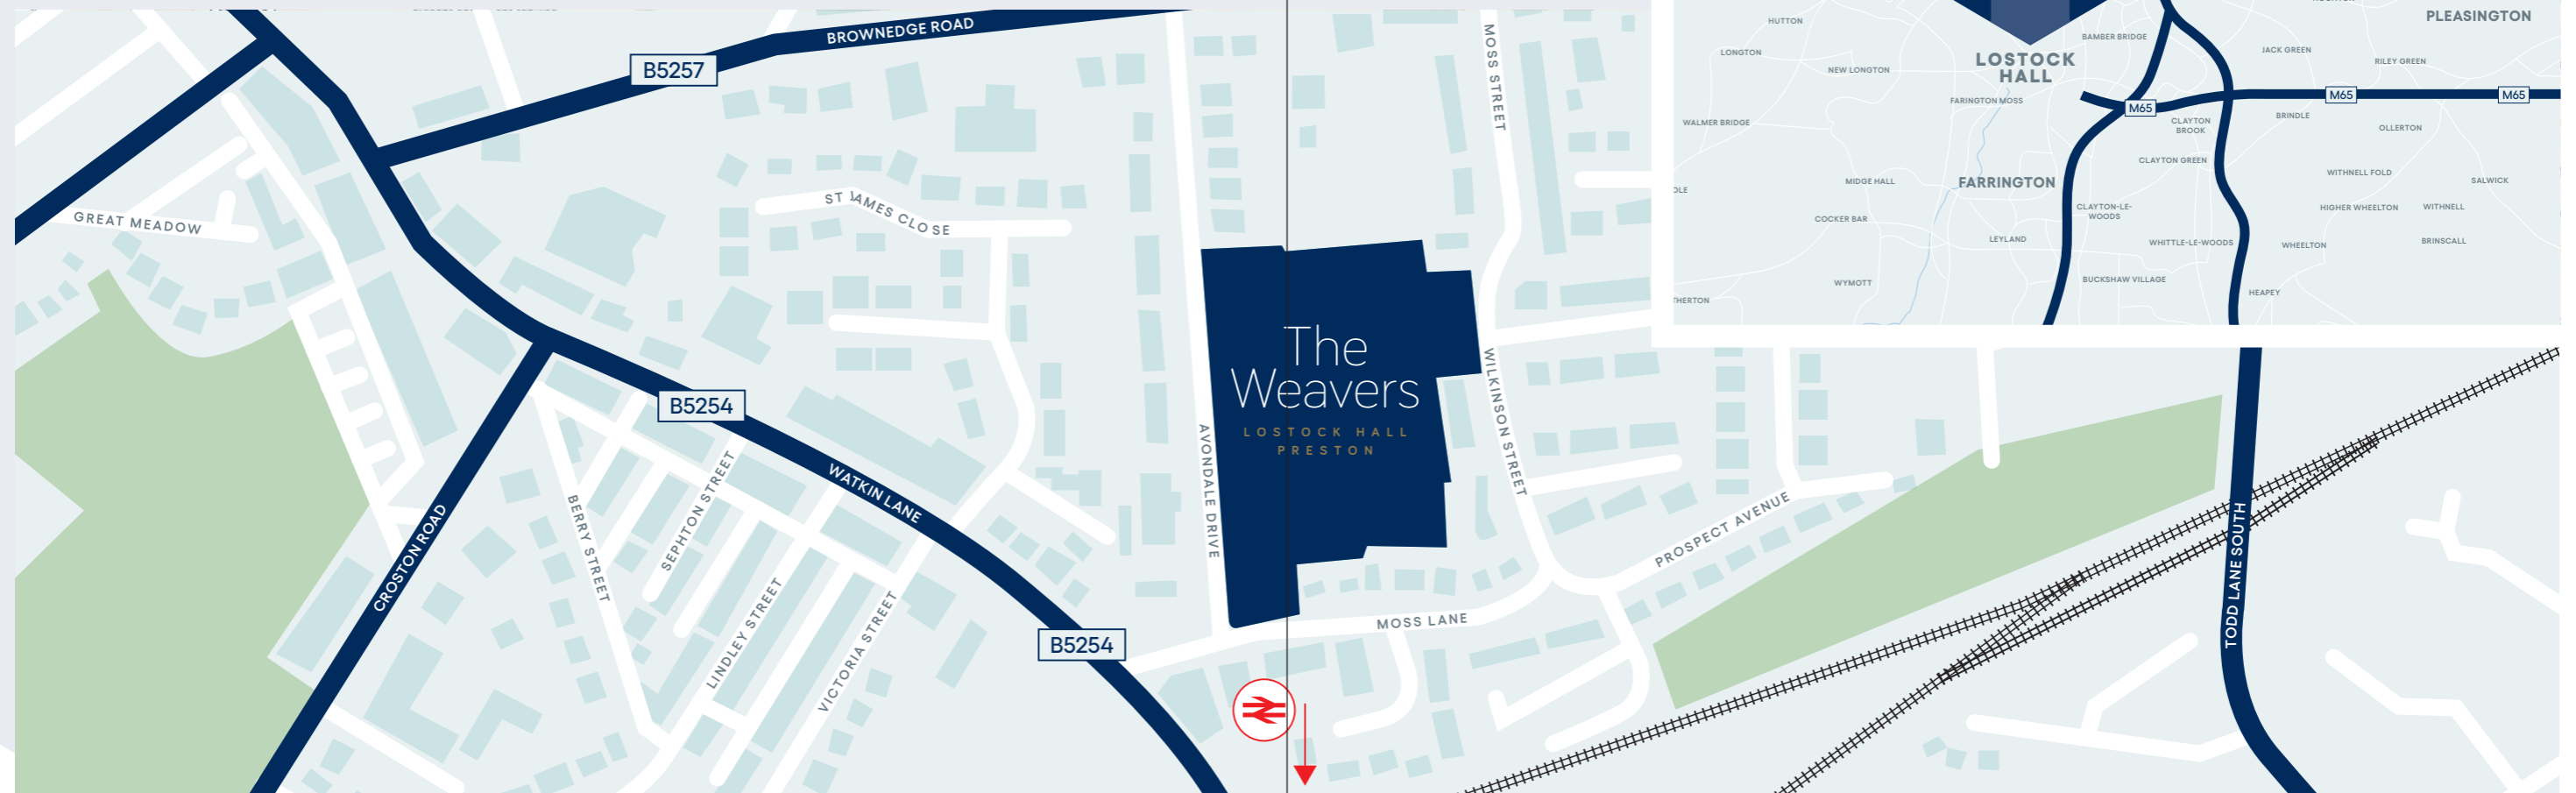 BROWNEDGE ROAD
B5257
MOSS STREET
GREAT MEADOW
ST JAMES CLOSE
The
Weavers
LOSTOCK HALL
PRESTON
B5254
WATKIN LANE
AVONDALE DRIVE
WILKINSON STREET
CROSTON ROAD
BERRY STREET
SEPHTON STREET
LINDLEY STREET
VICTORIA STREET
B5254
MOSS LANE
PROSPECT AVENUE
TODD LANE SOUTH
HUTTON
PLEASINGTON
BAMBER BRIDGE
LONGTON
LOSTOCK
HALL
JACK GREEN
NEW LONGTON
RILEY GREEN
FARINGTON MOSS
M65
M65
M65
WALMER BRIDGE
CLAYTON
BROOK
BRINDLE
OLLERTON
CLAYTON GREEN
MIDGE HALL
FARRINGTON
WITHNELL FOLD
SALWICK
OLE
COCKER BAR
CLAYTON-LE-
WOODS
HIGHER WHEELTON
WITHNELL
LEYLAND
WHITTLE-LE-WOODS
WHEELTON
BRINSCALL
WYMOTT
BUCKSHAW VILLAGE
HEAPEY
THERTON